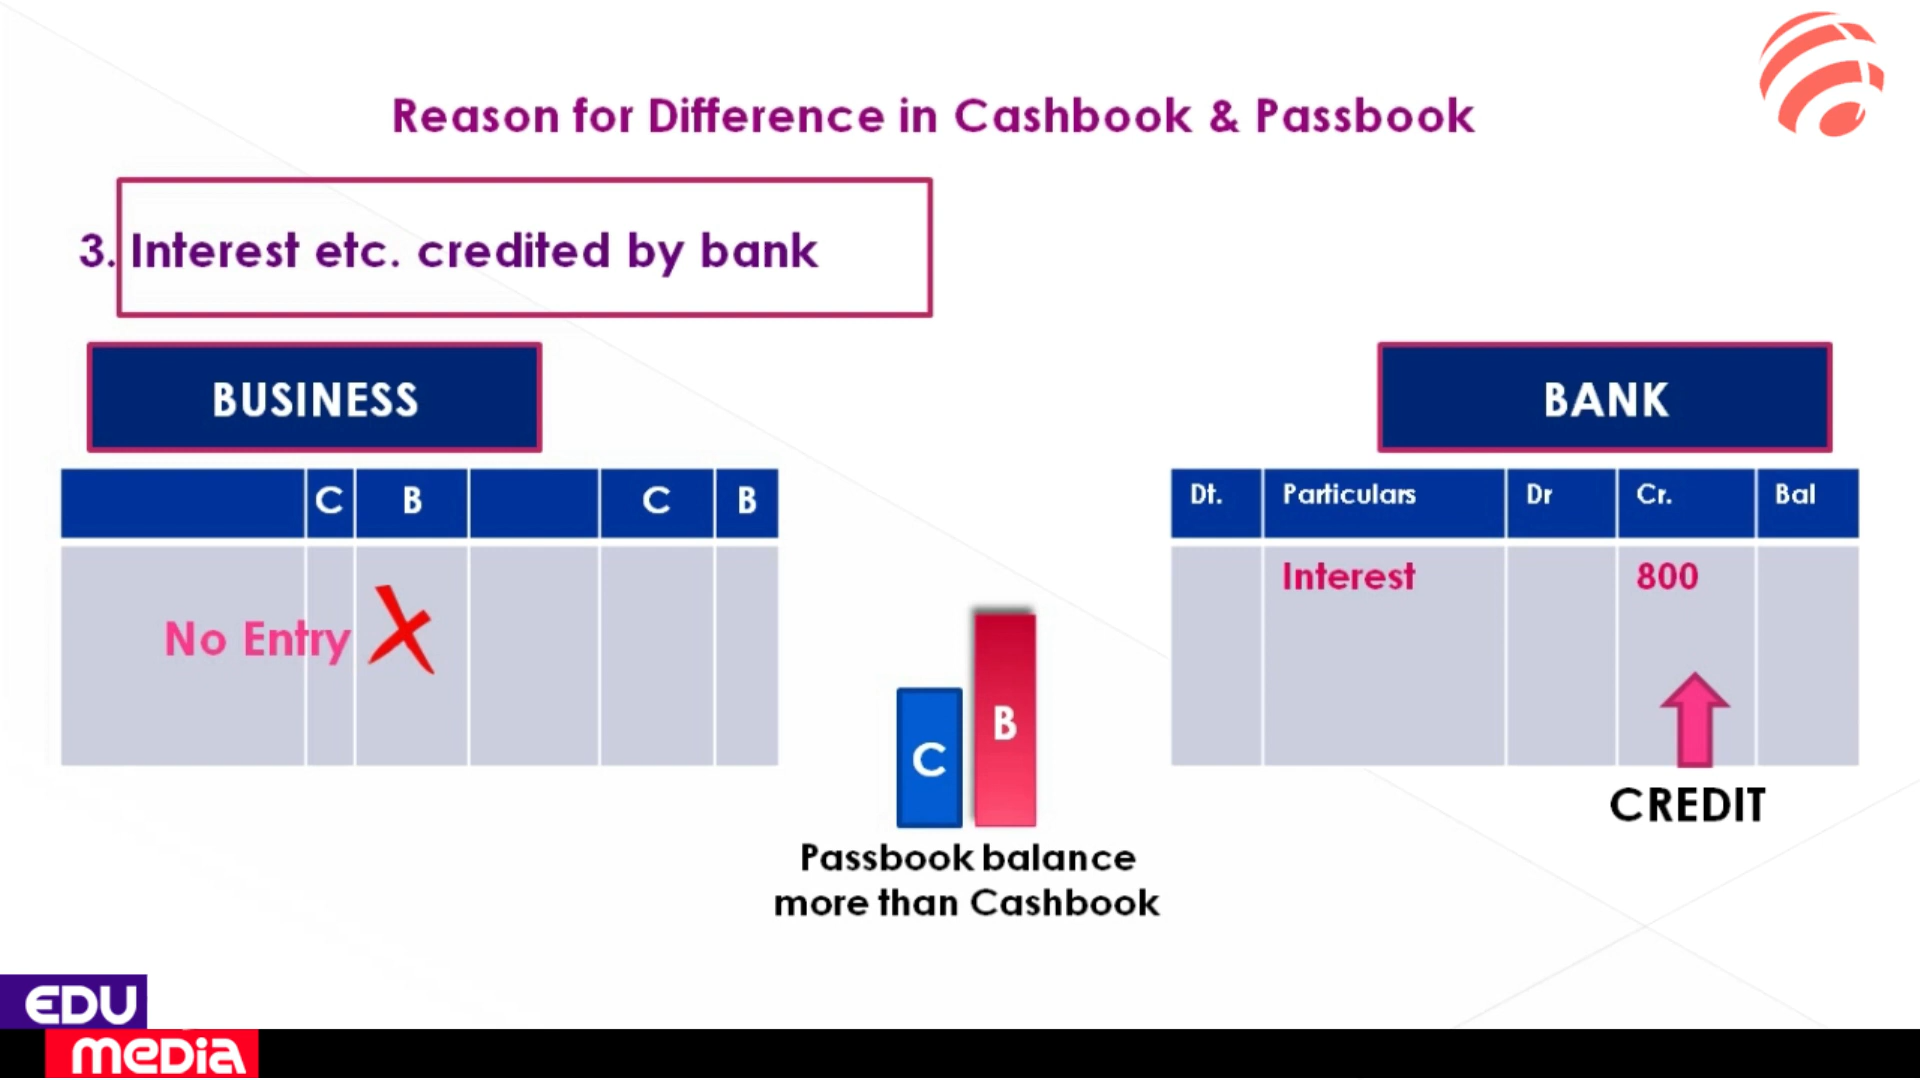 Reason for Difference in Cashbook & Passbook
3. Interest etc. credited by bank
BUSINESS
BANK
C B C B
Dt. Particulars Dr Cr. Bal
No Entry
Interest 800
C B
CREDIT
Passbook balance
more than Cashbook
EDU
meDia